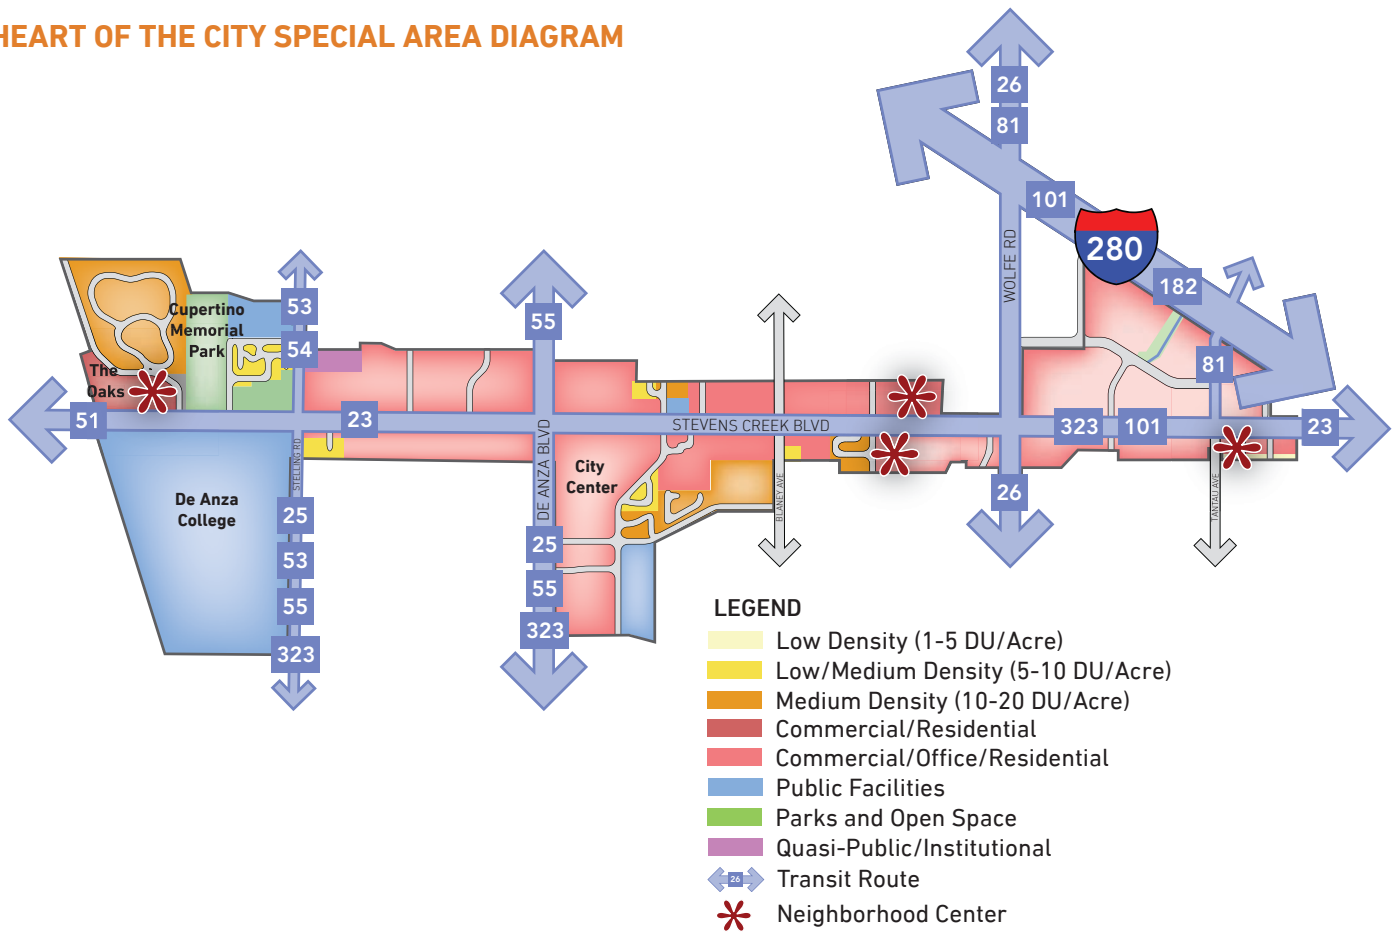 HEART OF THE CITY SPECIAL AREA DIAGRAM
26
81
101
280
182
81
WOLFE RD
53
54
55
Cupertino
Memorial
Park
The
Oaks
51
23
STEVENS CREEK BLVD
323
101
23
STELLING RD
DE ANZA BLVD
City
Center
BLANEY AVE
TANTAU AVE
26
De Anza
College
25
53
55
323
25
55
323
LEGEND
Low Density (1-5 DU/Acre)
Low/Medium Density (5-10 DU/Acre)
Medium Density (10-20 DU/Acre)
Commercial/Residential
Commercial/Office/Residential
Public Facilities
Parks and Open Space
Quasi-Public/Institutional
26
Transit Route
Neighborhood Center